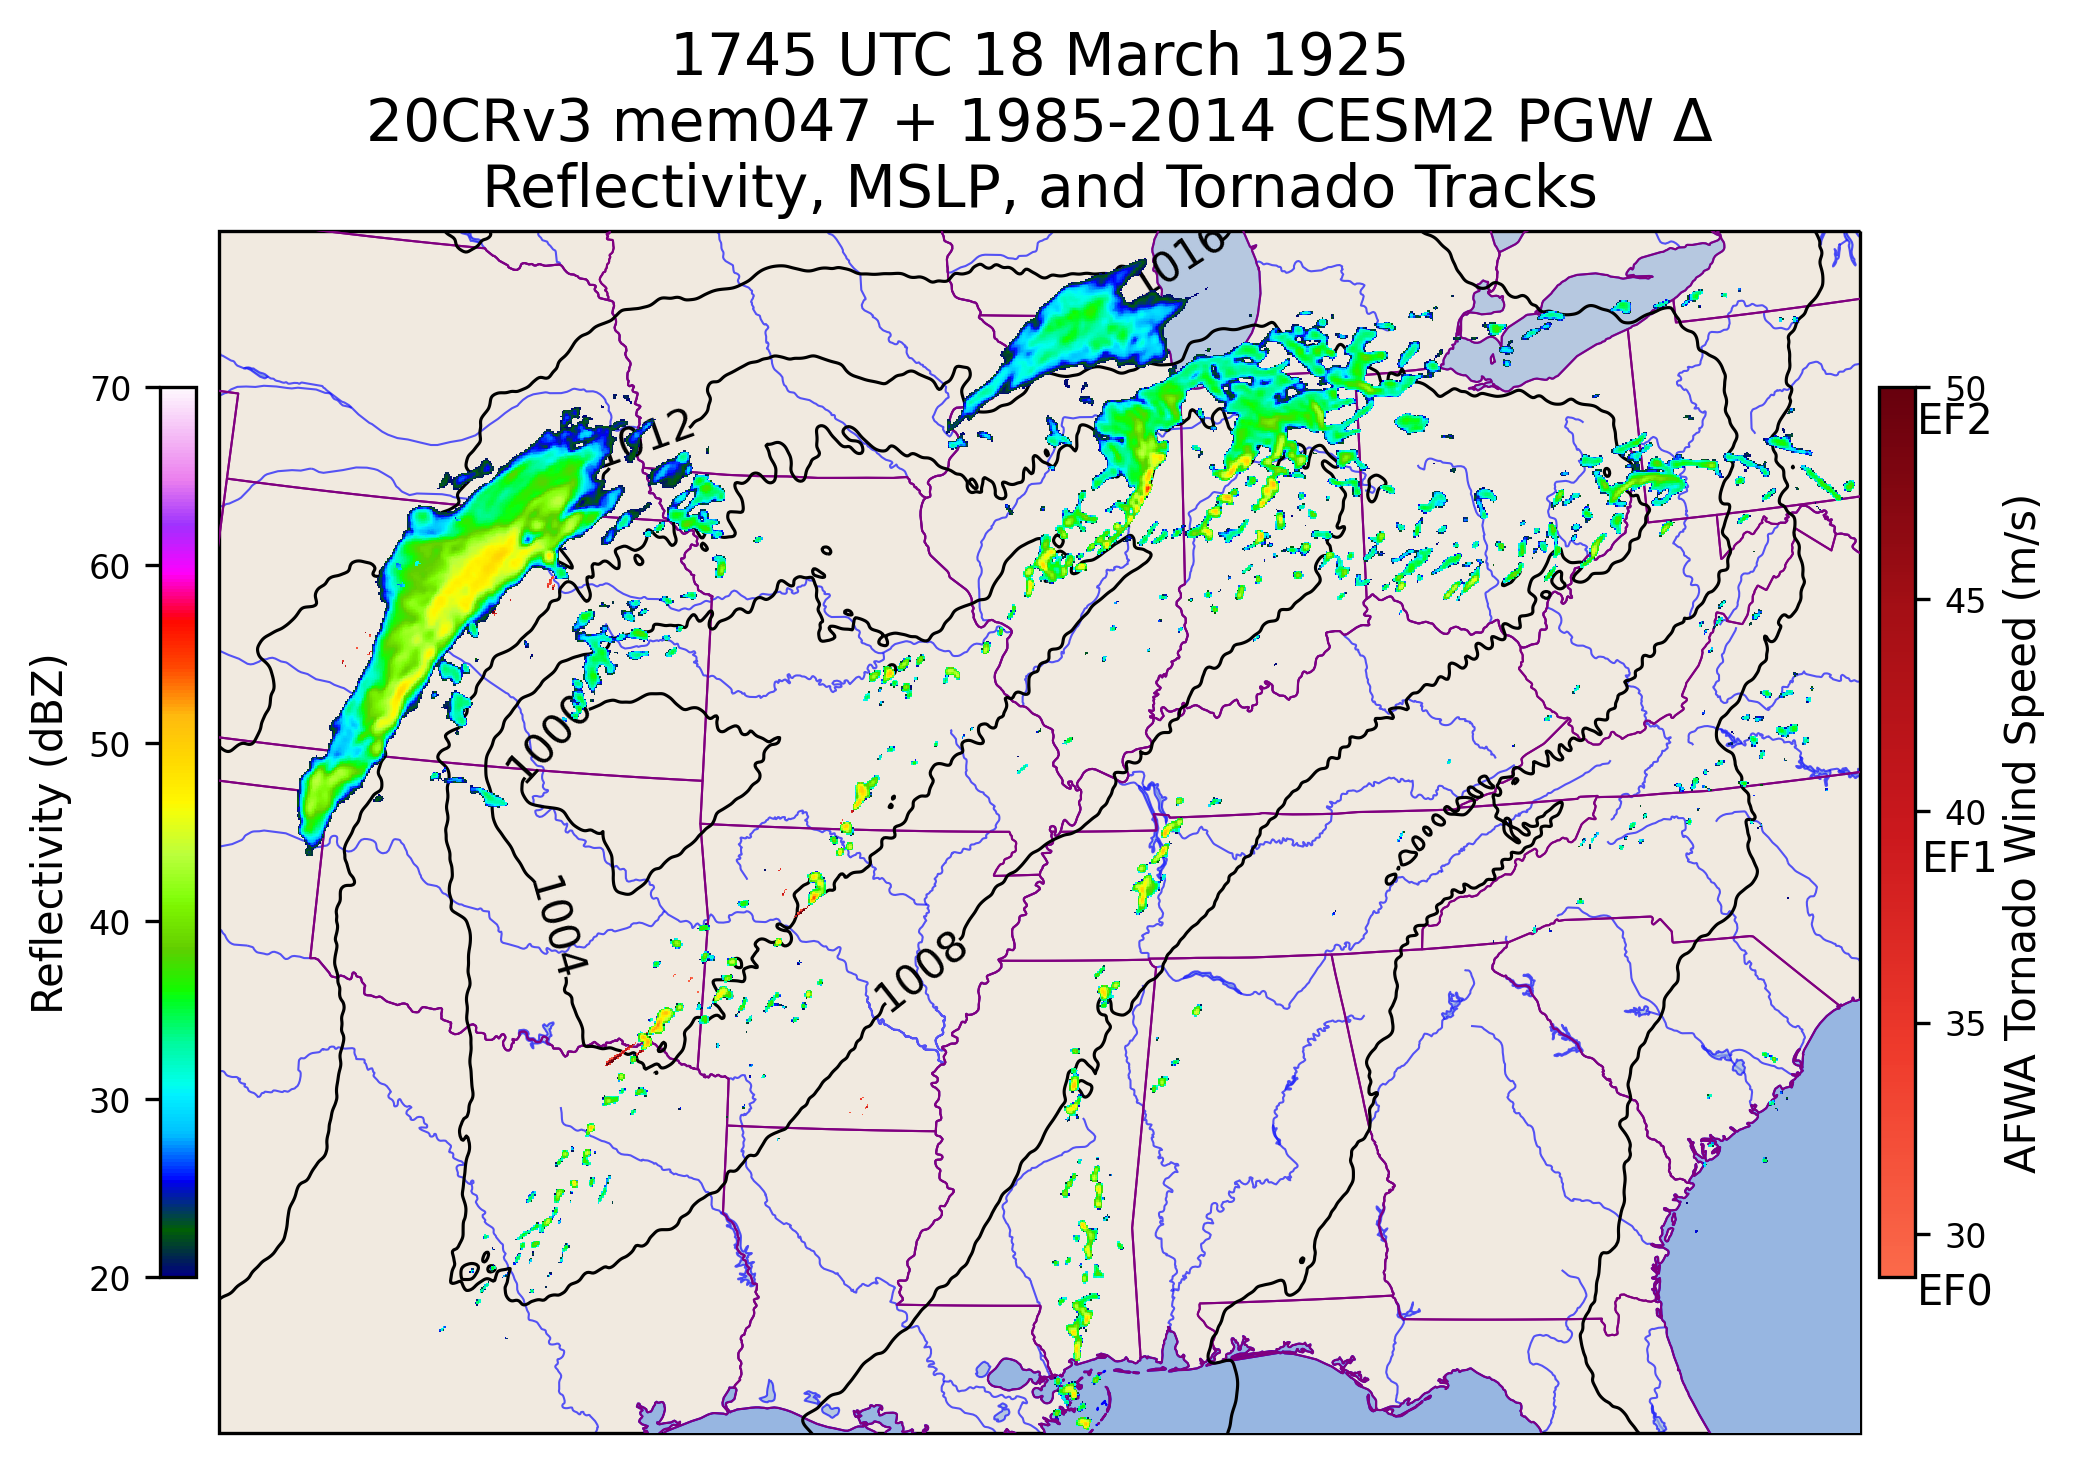 1745 UTC 18 March 1925
20CRv3 mem047 + 1985-2014 CESM2 PGW Δ
Reflectivity, MSLP, and Tornado Tracks
1016
1012
1000
1004
1008
70
60
50
40
30
20
Reflectivity (dBZ)
50
EF2
45
40
EF1
35
30
EF0
AFWA Tornado Wind Speed (m/s)